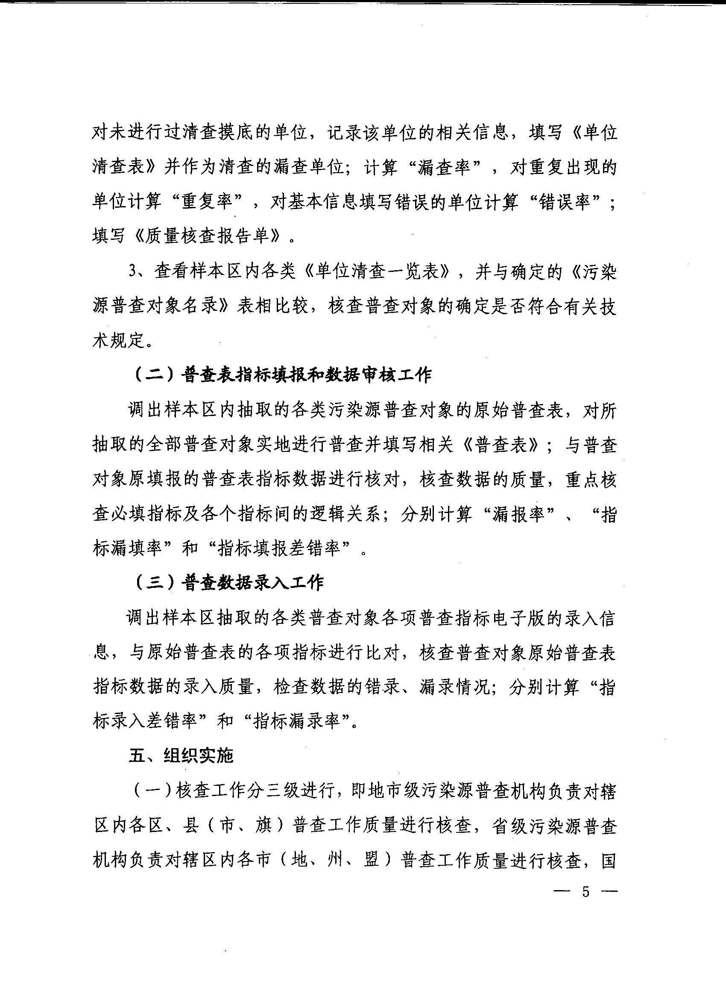 对未进行过清查摸底的单位，记录该单位的相关信息，填写《单位
清查表》并作为清查的漏查单位；计算“漏查率”，对重复出现的
单位计算“重复率”，对基本信息填写错误的单位计算“错误率”；
填写《质量核查报告单》。
3、查看样本区内各类《单位清查一览表》，并与确定的《污染
源普查对象名录》表相比较，核查普查对象的确定是否符合有关技
术规定。
（二）普查表指标填报和数据审核工作
调出样本区内抽取的各类污染源普查对象的原始普查表，对所
抽取的全部普查对象实地进行普查并填写相关《普查表》；与普查
对象原填报的普查表指标数据进行核对，核查数据的质量，重点核
查必填指标及各个指标间的逻辑关系；分别计算“漏报率”、“指
标漏填率”和“指标填报差错率”。
（三）普查数据录入工作
调出样本区抽取的各类普查对象各项普查指标电子版的录入信
息，与原始普查表的各项指标进行比对，核查普查对象原始普查表
指标数据的录入质量，检查数据的错录、漏录情况；分别计算“指
标录入差错率”和“指标漏录率”。
五、组织实施
（一）核查工作分三级进行，即地市级污染源普查机构负责对辖
区内各区、县（市、旗）普查工作质量进行核查，省级污染源普查
机构负责对辖区内各市（地、州、盟）普查工作质量进行核查，国
— 5 —